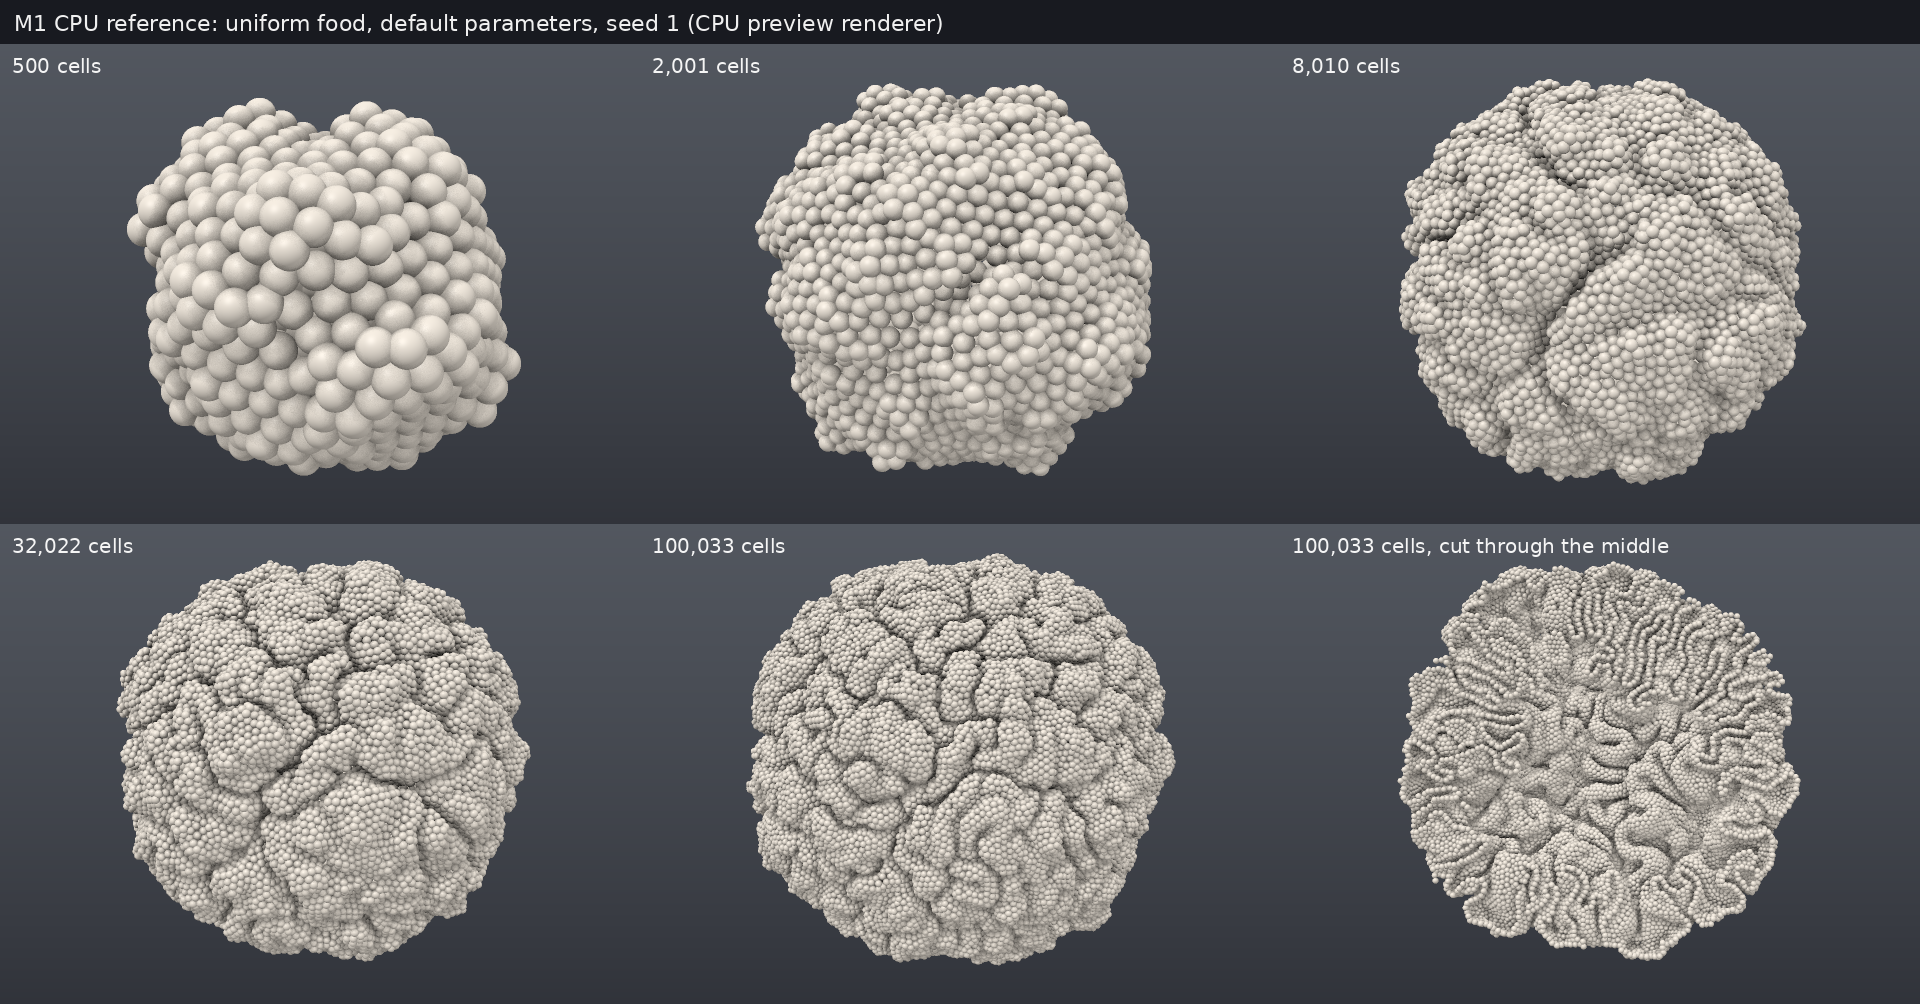 M1 CPU reference: uniform food, default parameters, seed 1 (CPU preview renderer)
500 cells
2,001 cells
8,010 cells
32,022 cells
100,033 cells
100,033 cells, cut through the middle